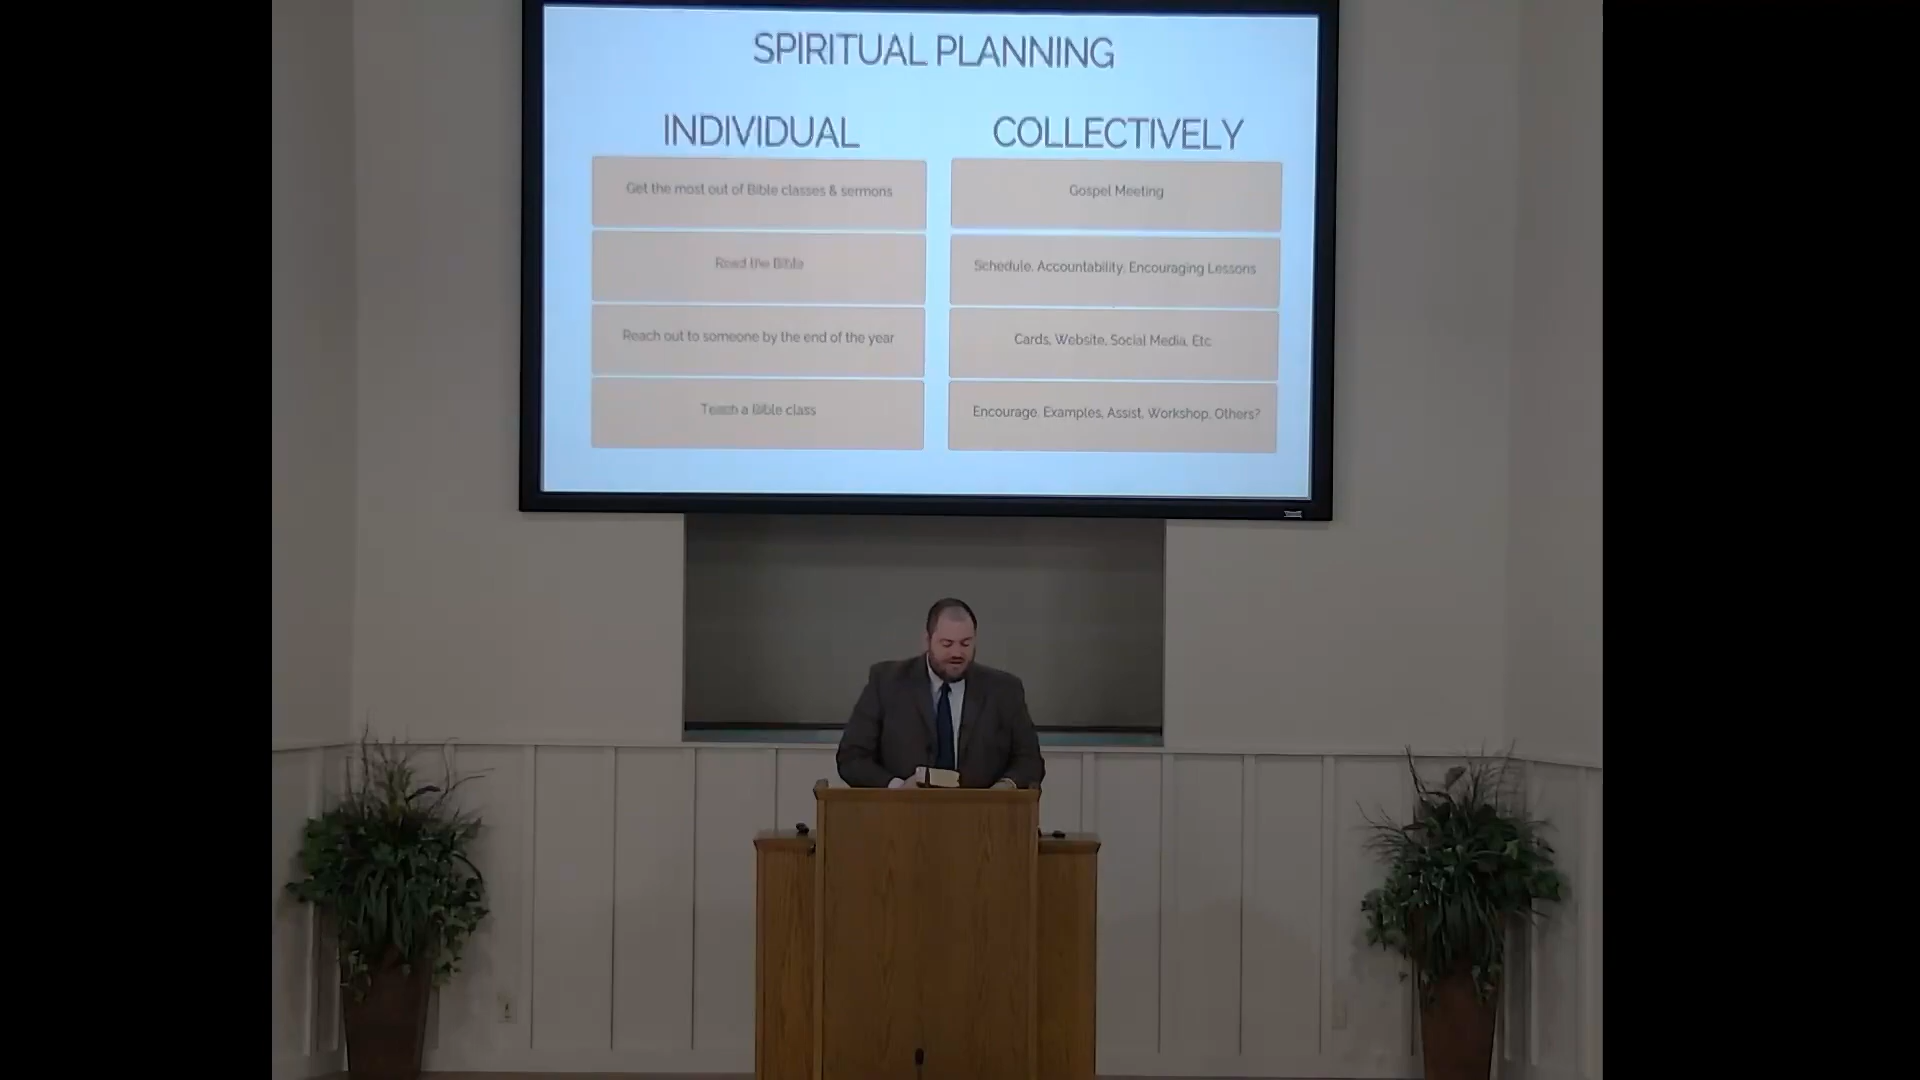 SPIRITUAL PLANNING
INDIVIDUAL
COLLECTIVELY
Get the most out of Bible classes & sermons
Gospel Meeting
Read the Bible
Schedule, Accountability, Encouraging Lessons
Reach out to someone by the end of the year
Cards, Website, Social Media, Etc
Teach a Bible class
Encourage, Examples, Assist, Workshop, Others?